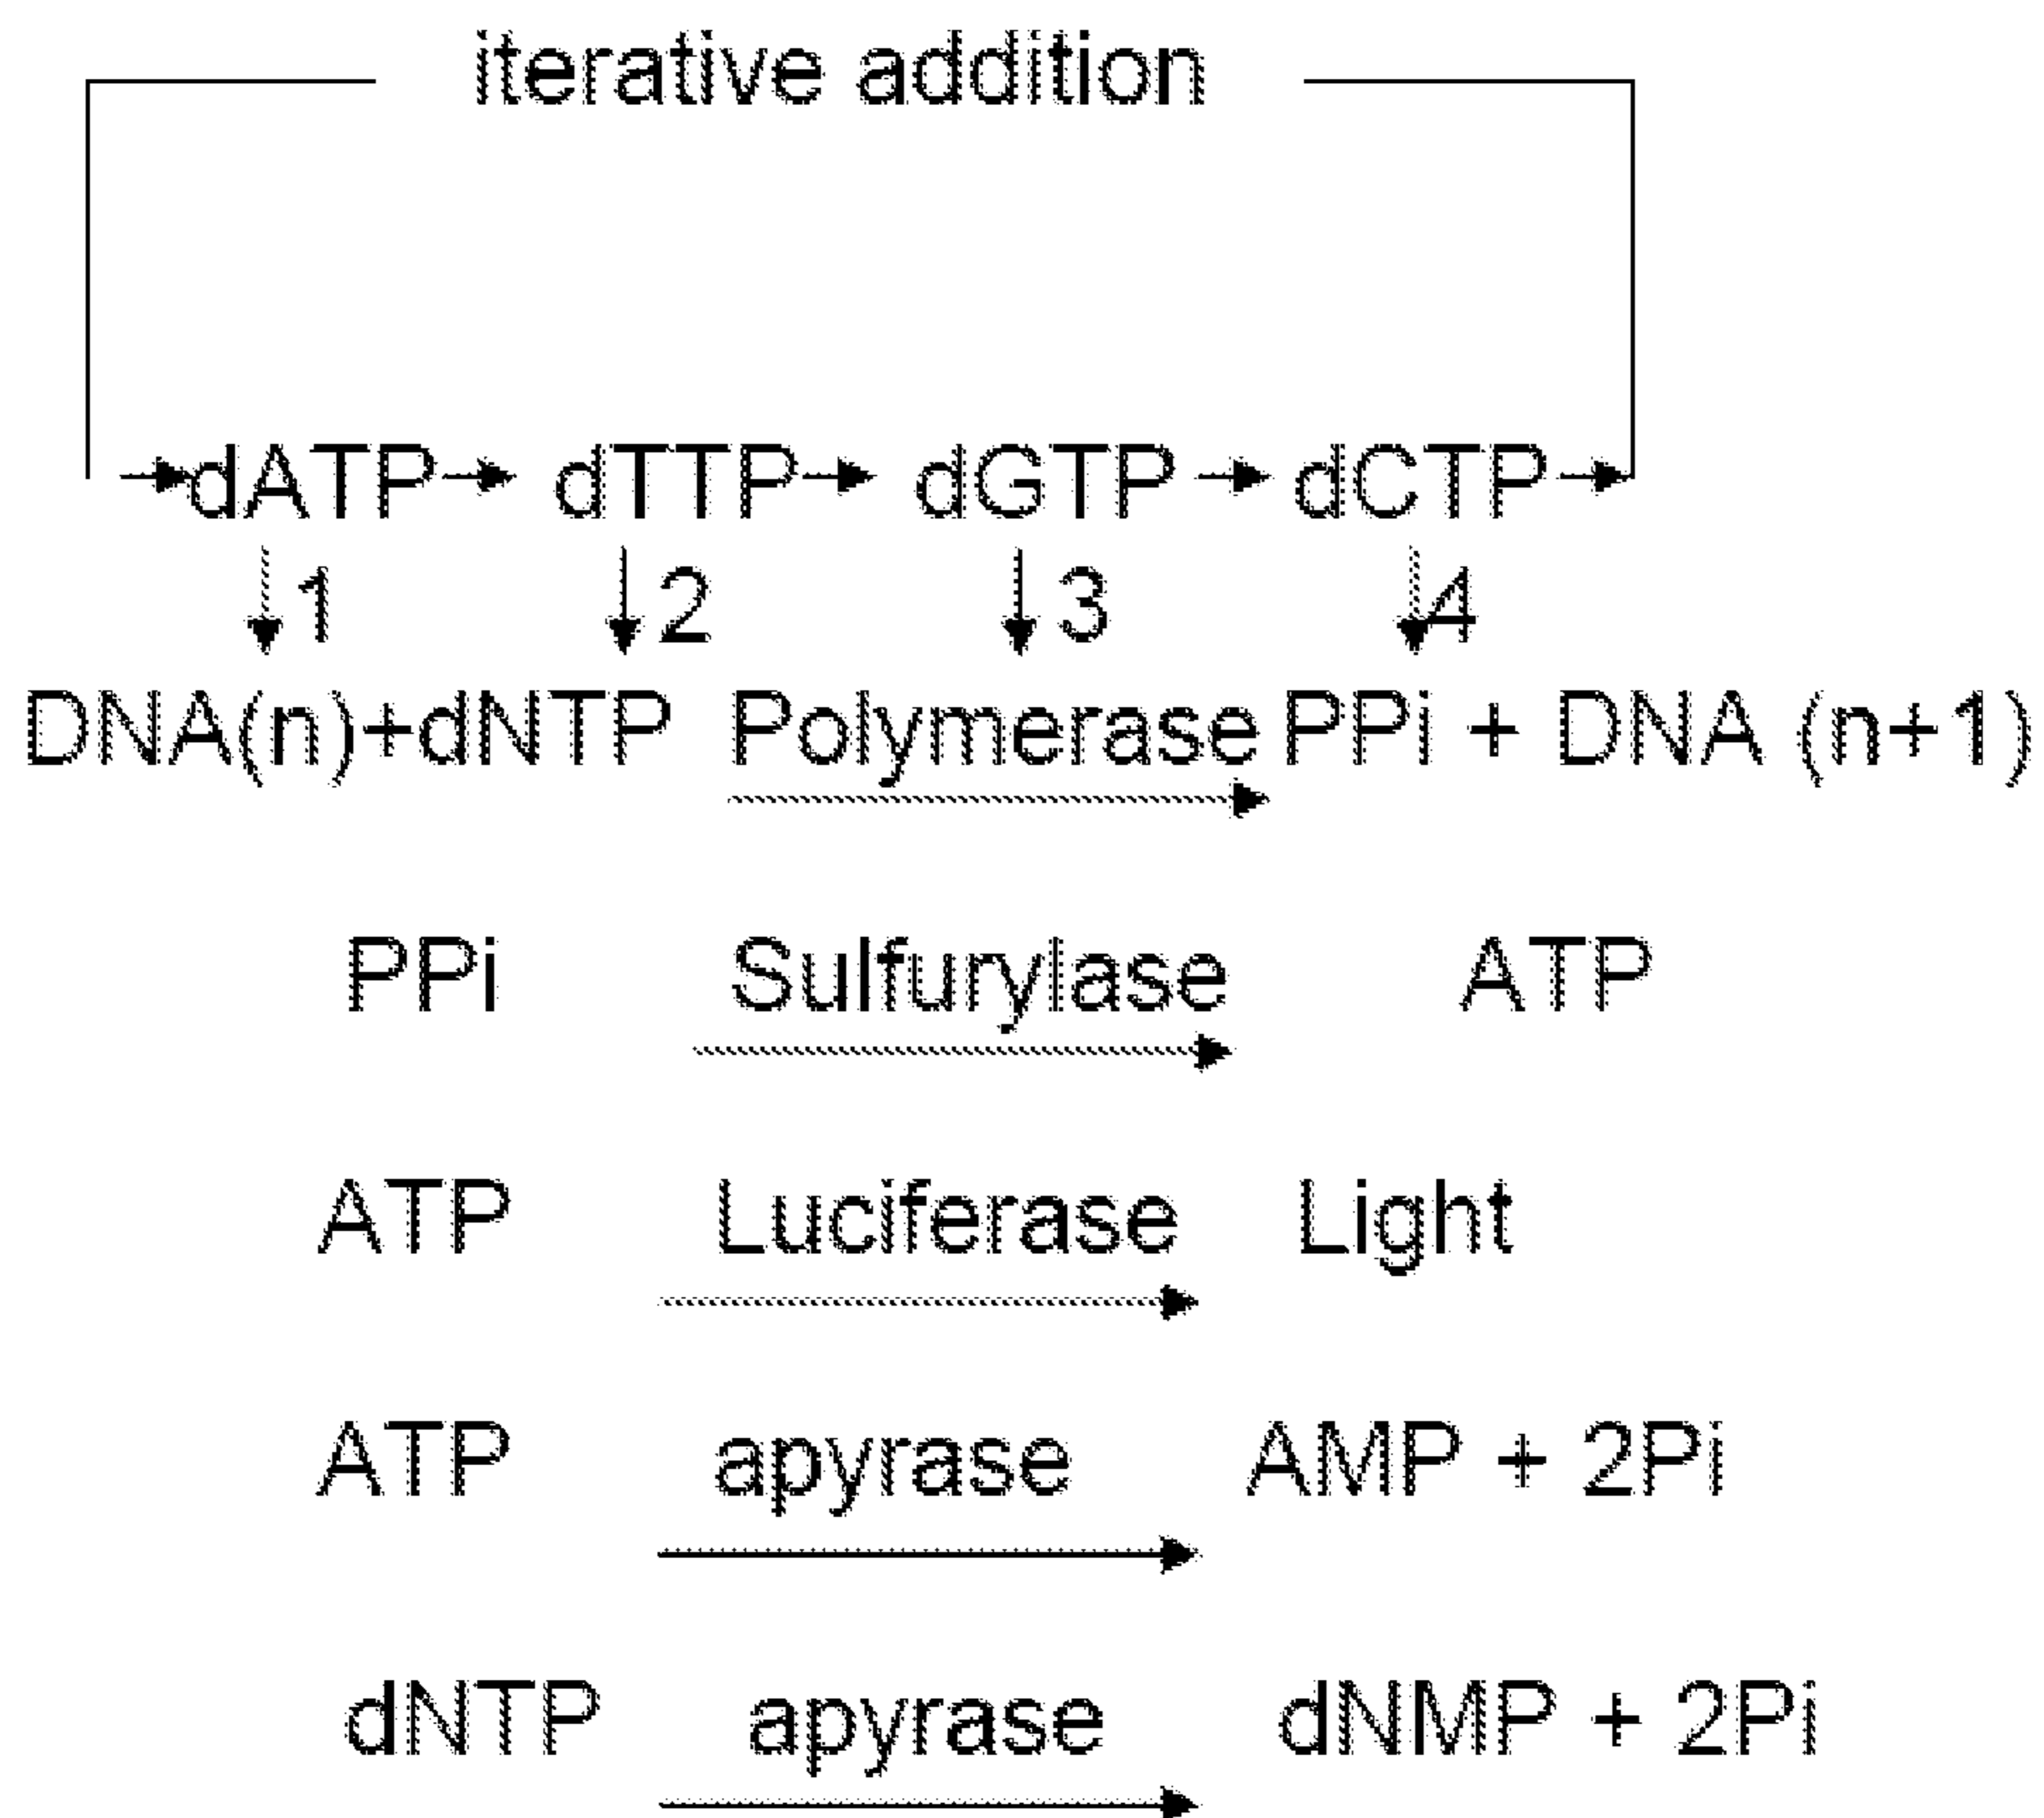 iterative addition
dATP dTTP dGTP dCTP
1 2 3 4
DNA(n)+dNTP Polymerase PPi + DNA (n+1)
PPi Sulfurylase ATP
ATP Luciferase Light
ATP apyrase AMP + 2Pi
dNTP apyrase dNMP + 2Pi